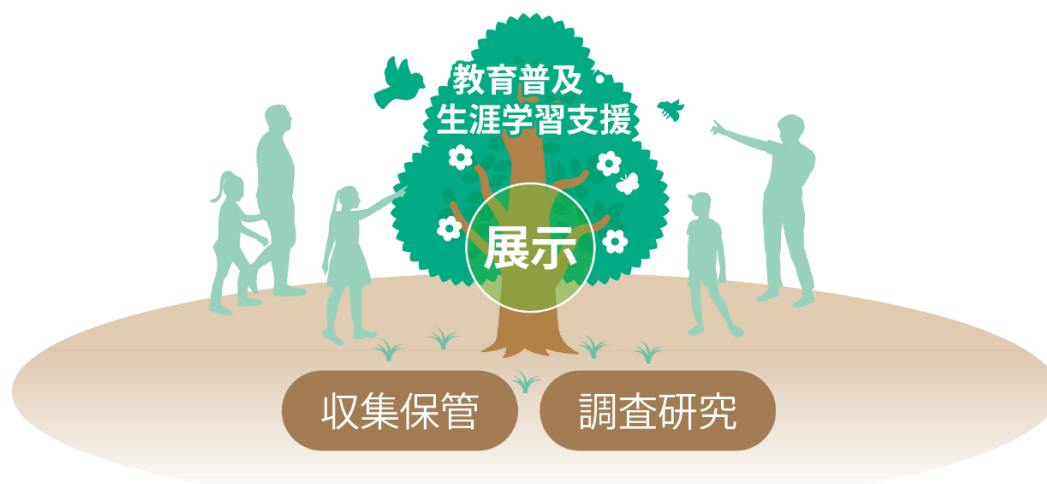 教育普及・
生涯学習支援
展示
収集保管
調査研究